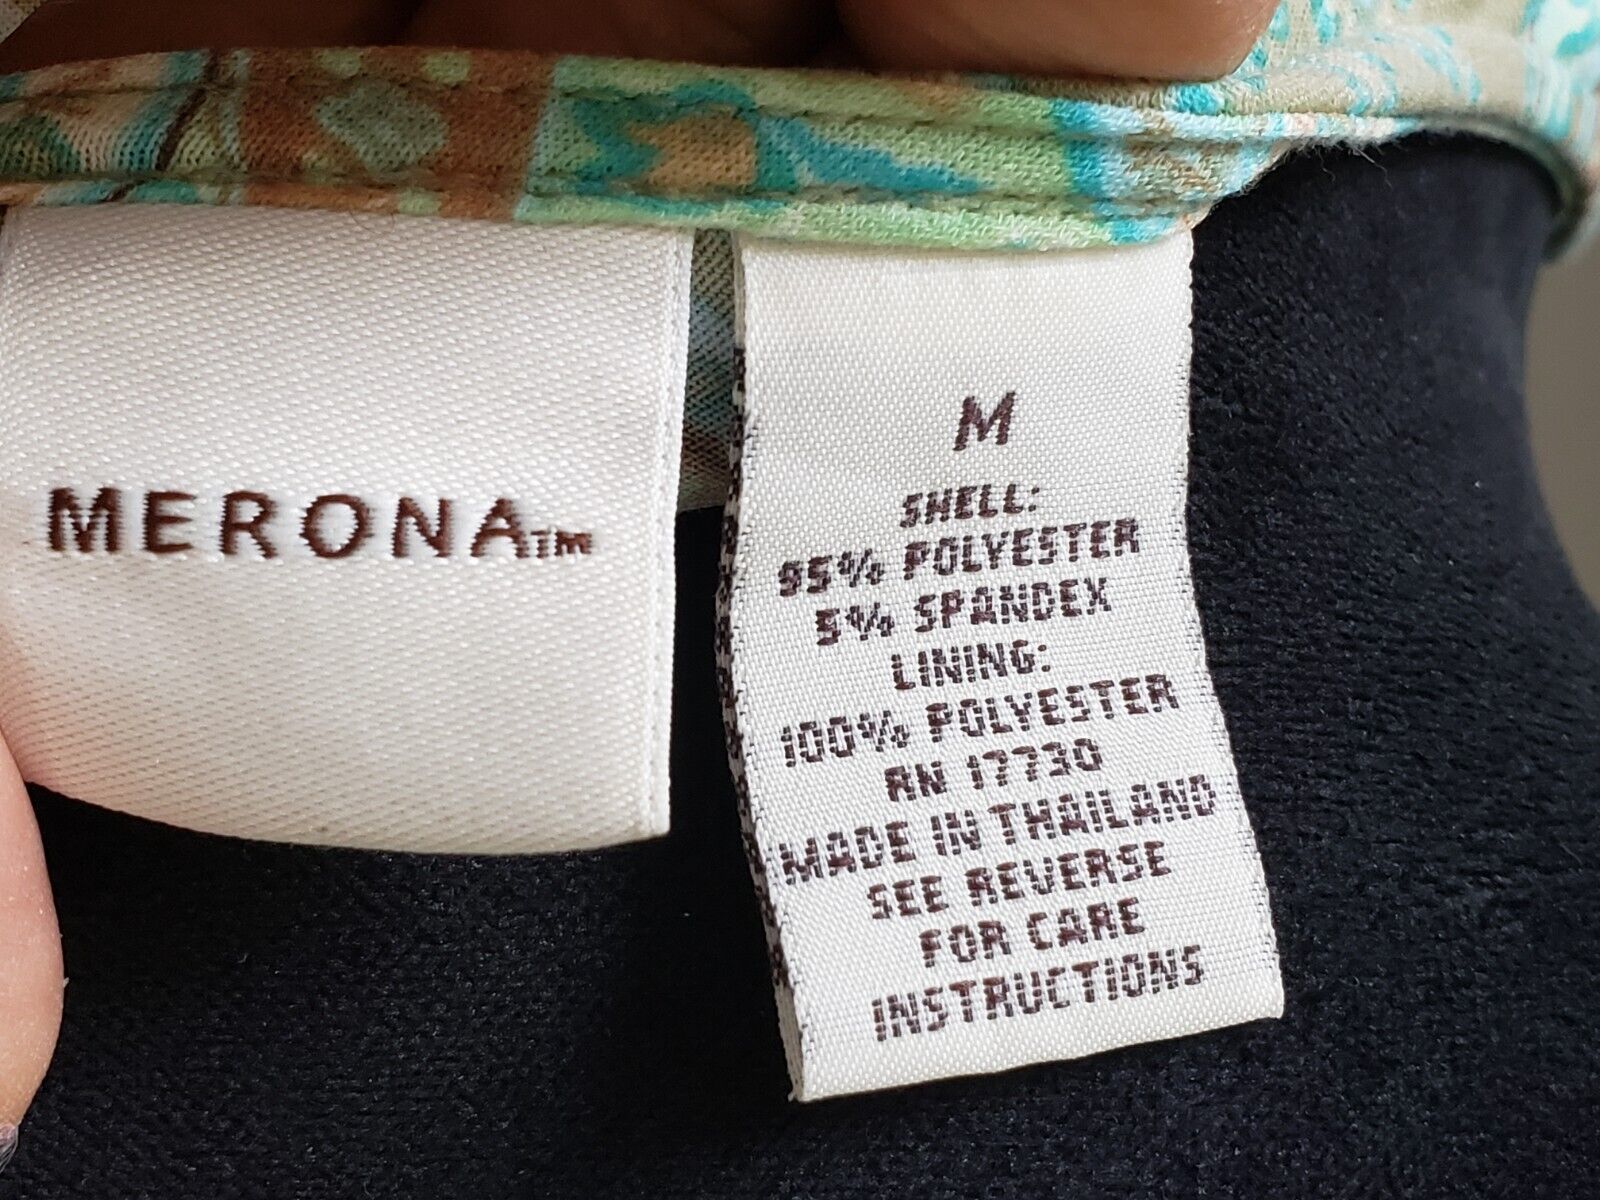 MERONA™
M
SHELL:
95% POLYESTER
5% SPANDEX
LINING:
100% POLYESTER
RN 17730
MADE IN THAILAND
SEE REVERSE
FOR CARE
INSTRUCTIONS